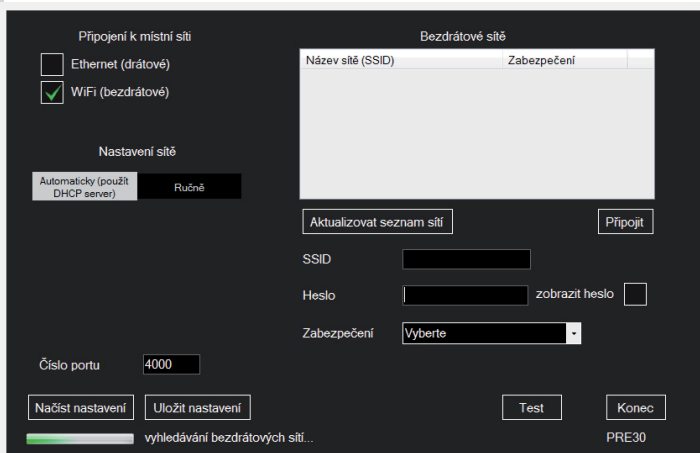 Připojení k místní síti
Ethernet (drátové)
WiFi (bezdrátové)
Nastavení sítě
Automaticky (použít
DHCP server)
Ručně
Bezdrátové sítě
Název sítě (SSID) Zabezpečení
Aktualizovat seznam sítí
Připojit
SSID
Heslo
zobrazit heslo
Zabezpečení
Vyberte
Číslo portu
4000
Načíst nastavení
Uložit nastavení
Test
Konec
vyhledávání bezdrátových sítí...
PRE30